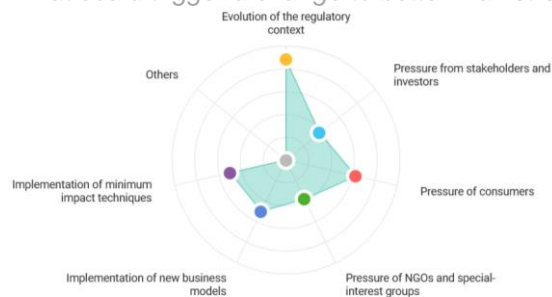 Evolution of the regulatory
context
Others
Pressure from stakeholders and
investors
Implementation of minimum
impact techniques
Pressure of consumers
Implementation of new business
models
Pressure of NGOs and special-
interest groups